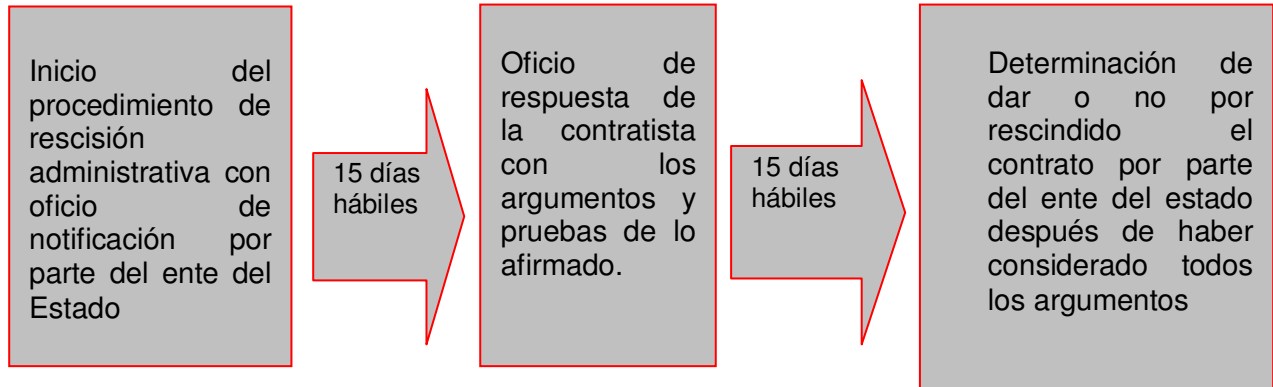 Inicio del
procedimiento de
rescisión
administrativa con
oficio de
notificación por
parte del ente del
Estado
15 días
hábiles
Oficio de
respuesta de
la contratista
con los
argumentos y
pruebas de lo
afirmado.
15 días
hábiles
Determinación de
dar o no por
rescindido el
contrato por parte
del ente del estado
después de haber
considerado todos
los argumentos